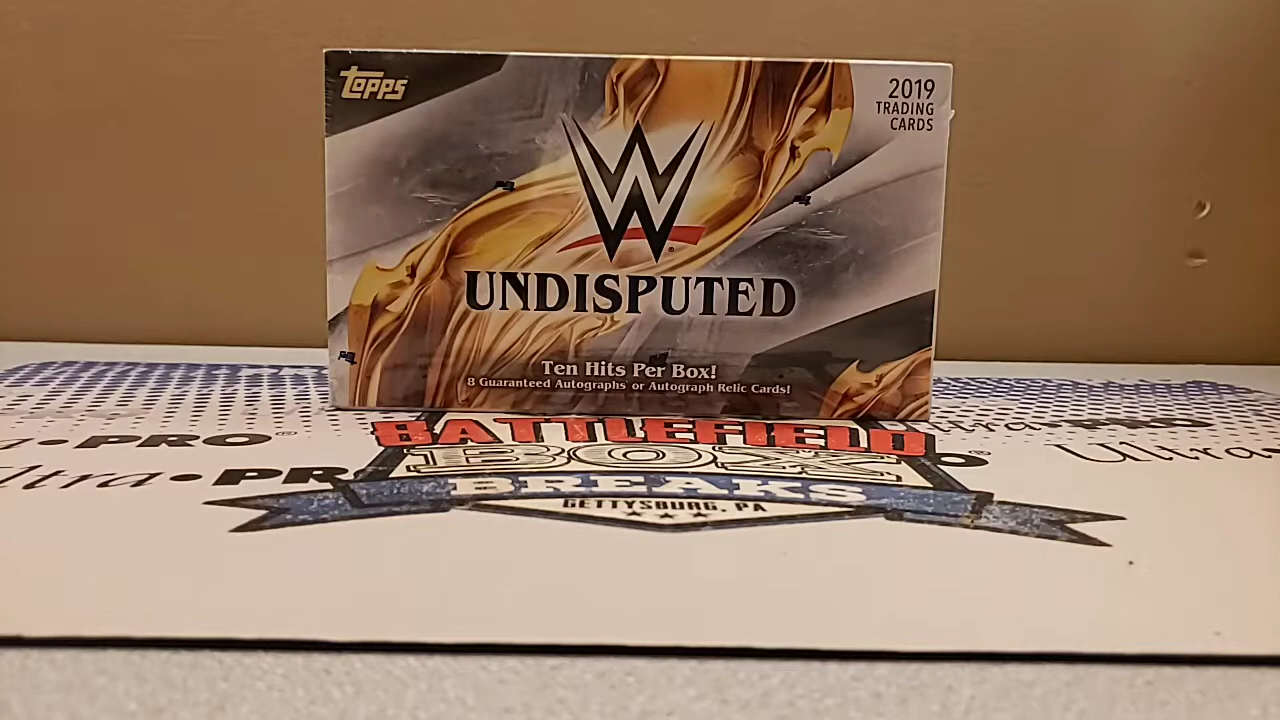 Topps
2019
TRADING
CARDS
W
UNDISPUTED
Ten Hits Per Box!
8 Guaranteed Autographs or Autograph Relic Cards!
BATTLEFIELD
BOX
BREAKS
GETTYSBURG, PA
PRO®
Ultra•PRO
Ultra•PRO
Ultra•